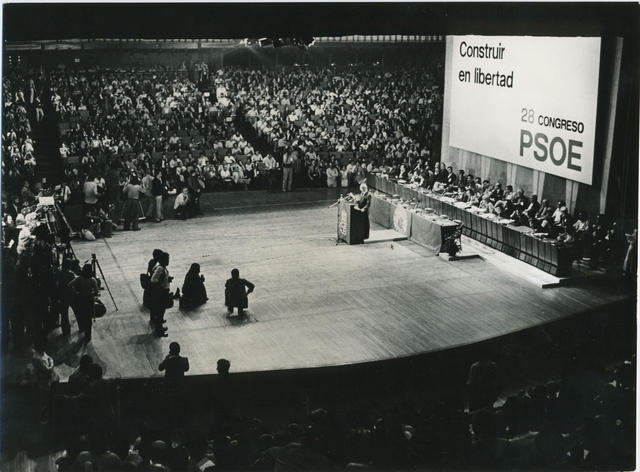 Construir
en libertad
28 CONGRESO
PSOE